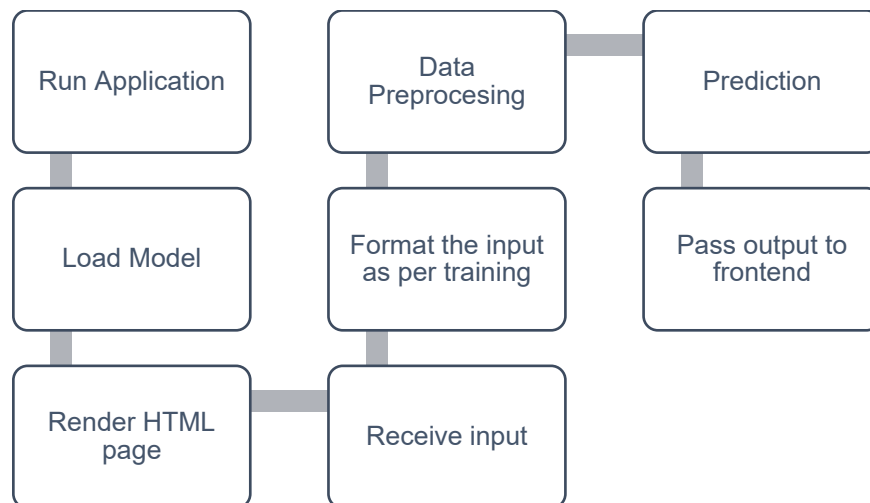 Run Application
Load Model
Render HTML
page
Receive input
Format the input
as per training
Data
Preprocesing
Prediction
Pass output to
frontend